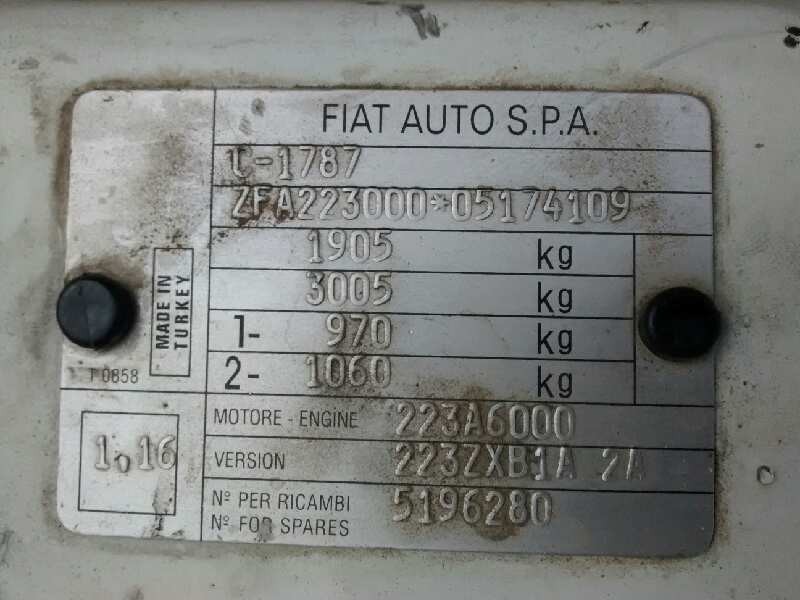 FIAT AUTO S.P.A.
C-1787
ZFA223000*05174109
1905 kg
3005 kg
1- 970 kg
2- 1060 kg
MADE IN
TURKEY
T 0858
1.16
MOTORE - ENGINE 223A6000
VERSION 223ZXB1A 2A
Nº PER RICAMBI
Nº FOR SPARES 5196280